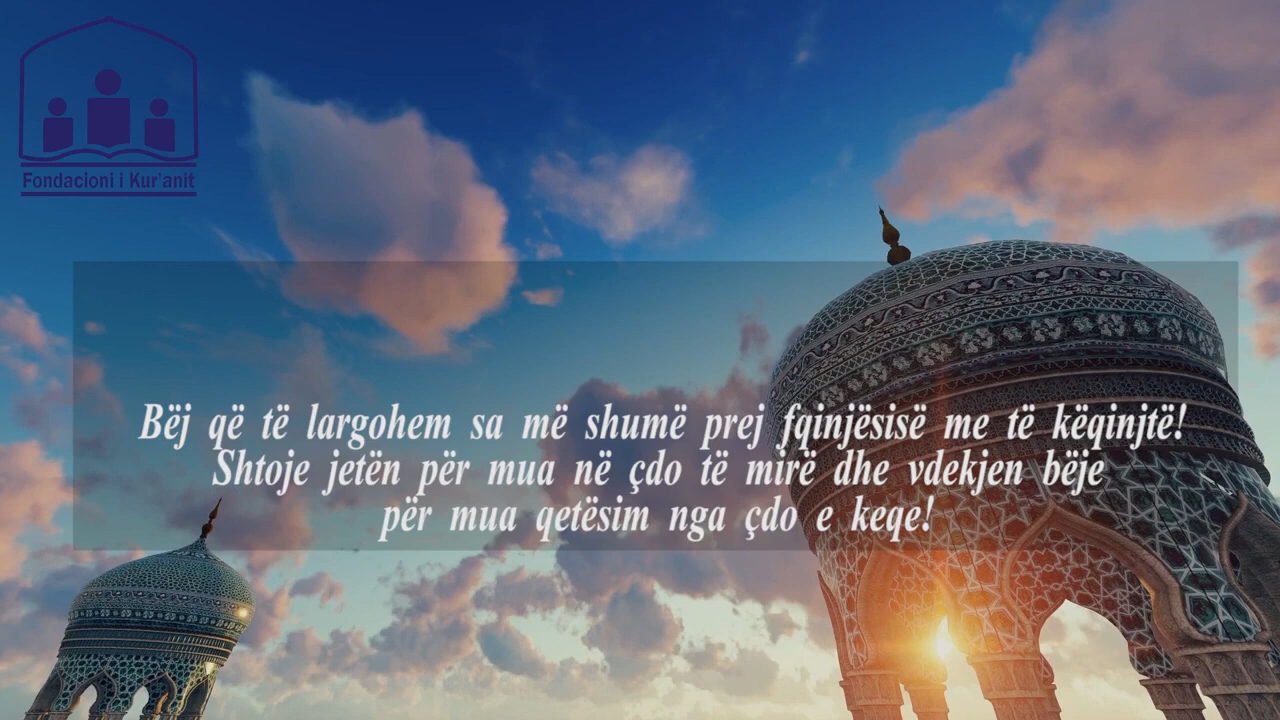 Fondacioni i Kur'anit
Bëj që të largohem sa më shumë prej fqinjësisë me të këqinjtë!
Shtoje jetën për mua në çdo të mirë dhe vdekjen bëje
për mua qetësim nga çdo e keqe!